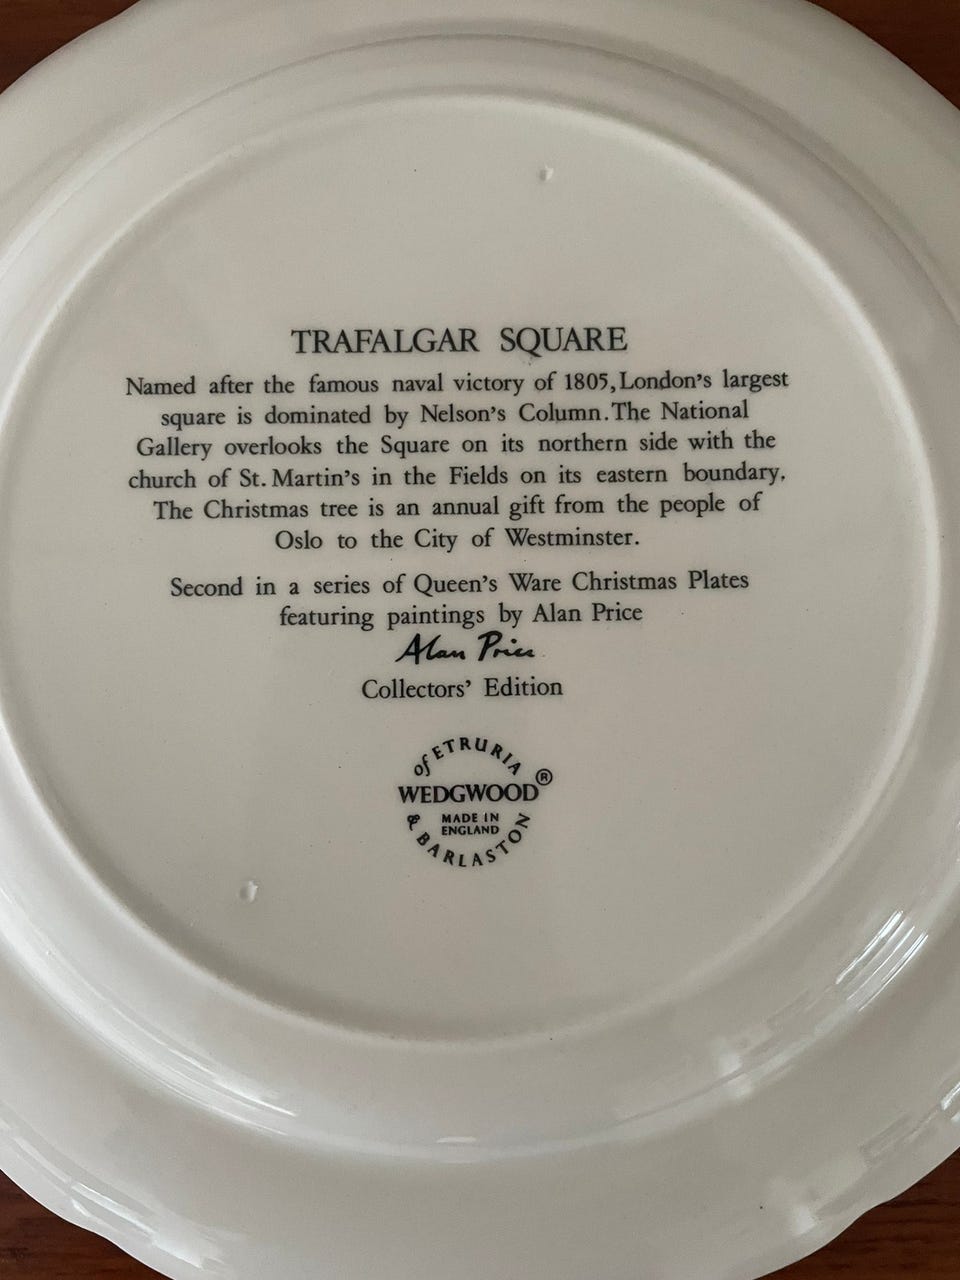 TRAFALGAR SQUARE
Named after the famous naval victory of 1805, London's largest
square is dominated by Nelson's Column. The National
Gallery overlooks the Square on its northern side with the
church of St. Martin's in the Fields on its eastern boundary.
The Christmas tree is an annual gift from the people of
Oslo to the City of Westminster.
Second in a series of Queen's Ware Christmas Plates
featuring paintings by Alan Price
Alan Price
Collectors' Edition
of ETRURIA
WEDGWOOD®
MADE IN
ENGLAND
& BARLASTON